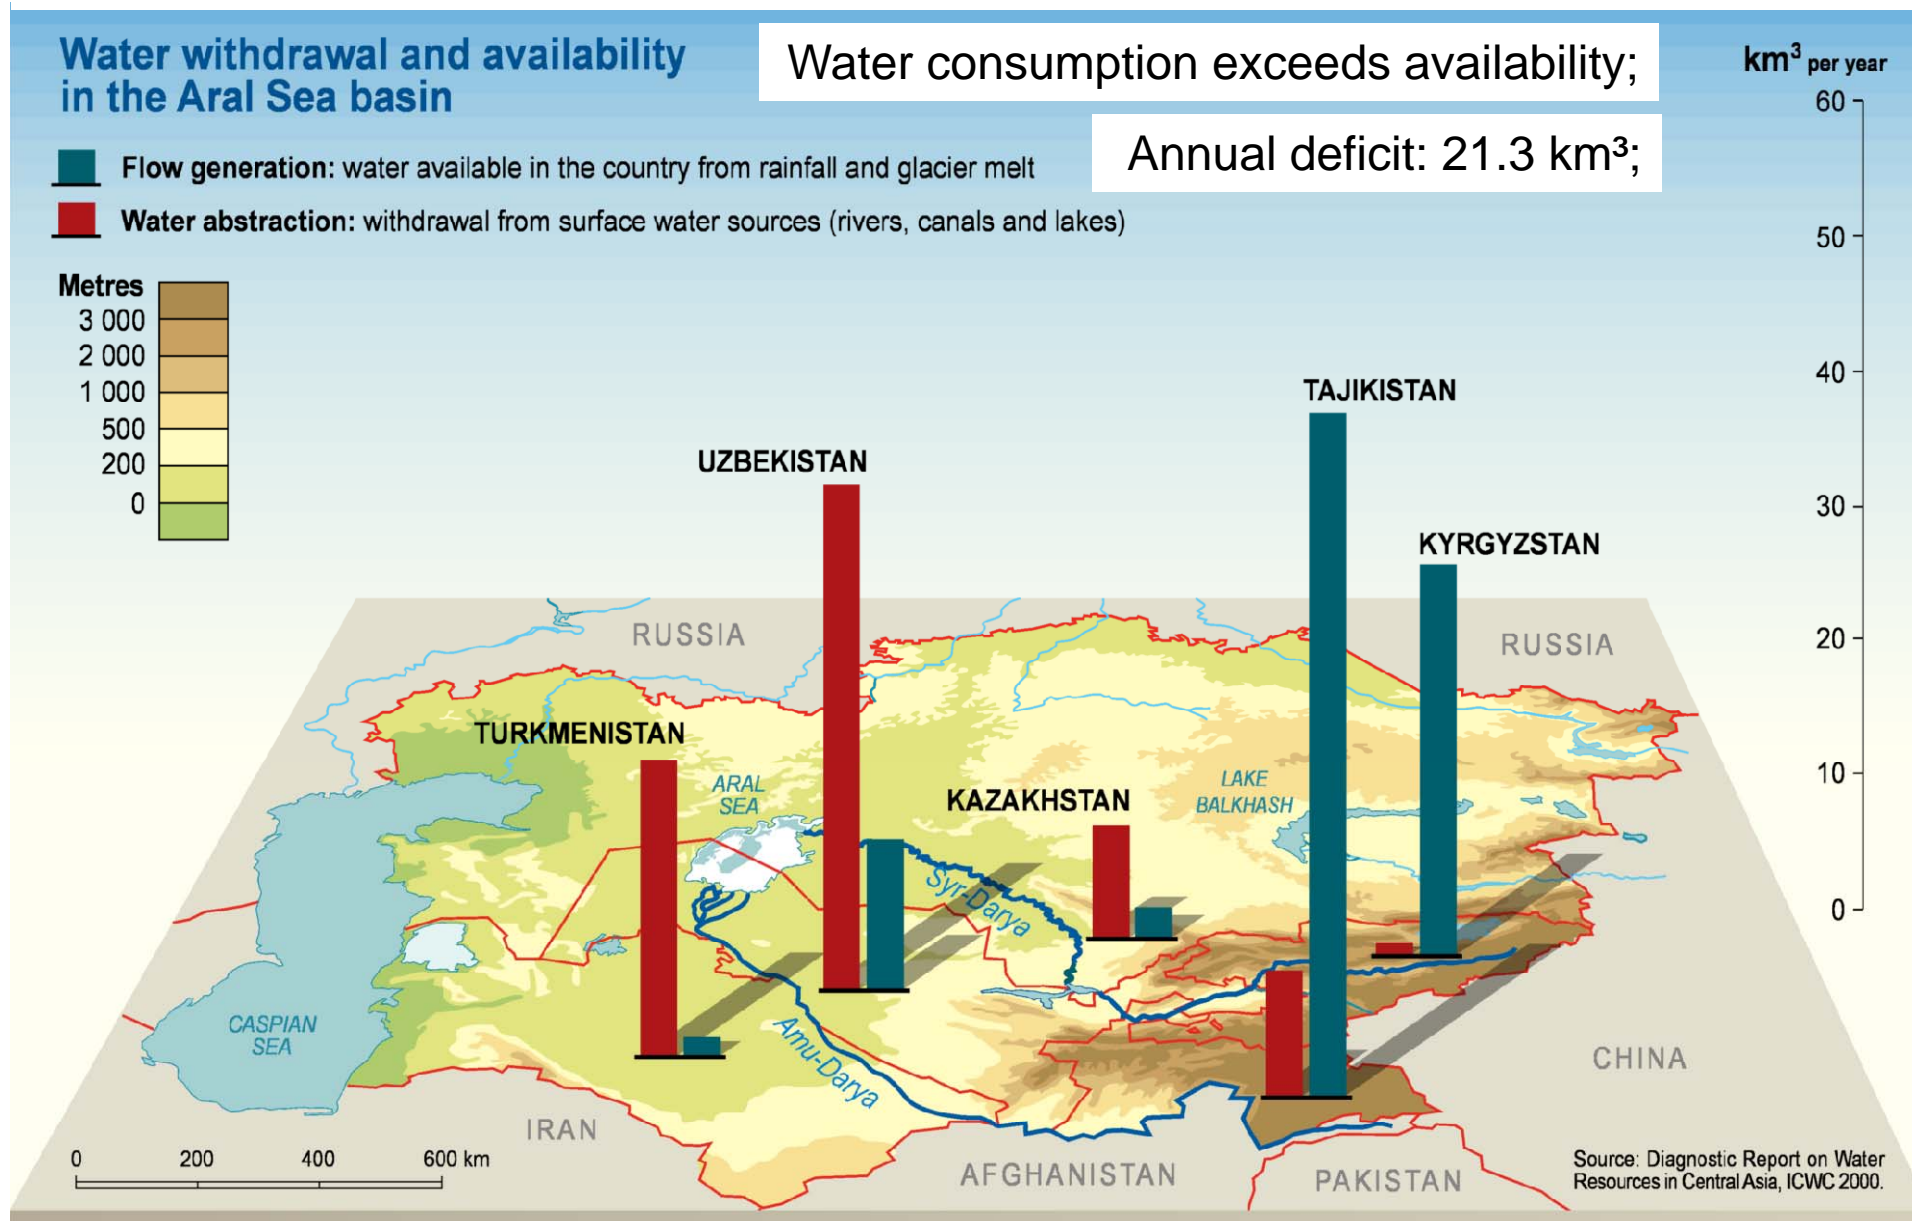 Water withdrawal and availability
in the Aral Sea basin
Water consumption exceeds availability;
Annual deficit: 21.3 km³;
km³ per year
60
50
40
30
20
10
0
Flow generation: water available in the country from rainfall and glacier melt
Water abstraction: withdrawal from surface water sources (rivers, canals and lakes)
Metres
3 000
2 000
1 000
500
200
0
TAJIKISTAN
UZBEKISTAN
KYRGYZSTAN
RUSSIA
RUSSIA
TURKMENISTAN
ARAL
SEA
KAZAKHSTAN
LAKE
BALKHASH
Syr-Darya
CASPIAN
SEA
Amu-Darya
CHINA
IRAN
AFGHANISTAN
PAKISTAN
0 200 400 600 km
Source: Diagnostic Report on Water
Resources in Central Asia, ICWC 2000.